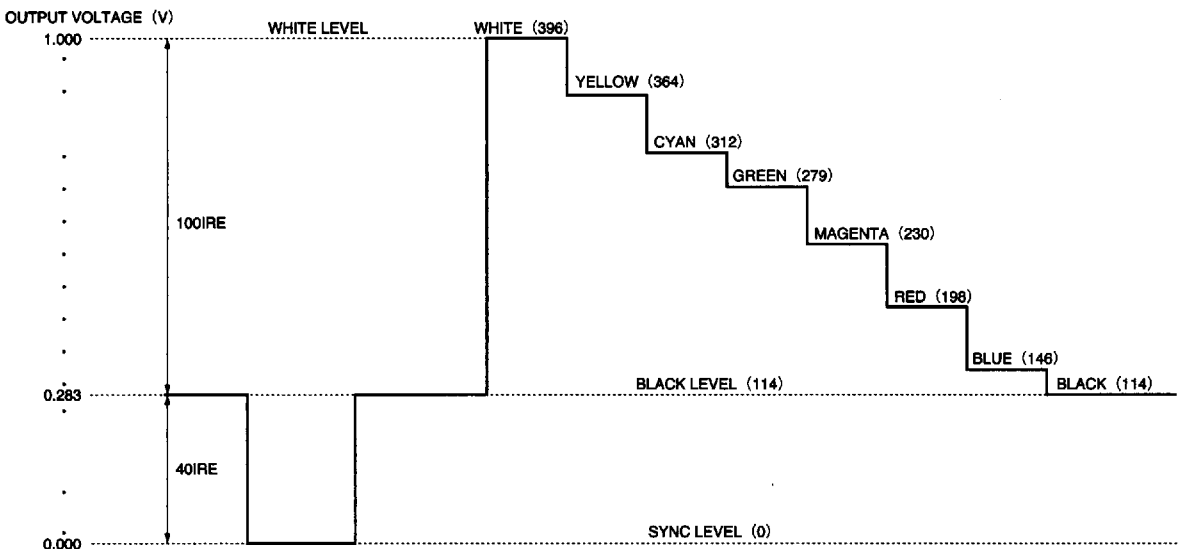 OUTPUT VOLTAGE (V)
1.000
WHITE LEVEL
WHITE (396)
YELLOW (364)
CYAN (312)
GREEN (279)
100IRE
MAGENTA (230)
RED (198)
BLUE (146)
0.283
BLACK LEVEL (114)
BLACK (114)
40IRE
SYNC LEVEL (0)
0.000